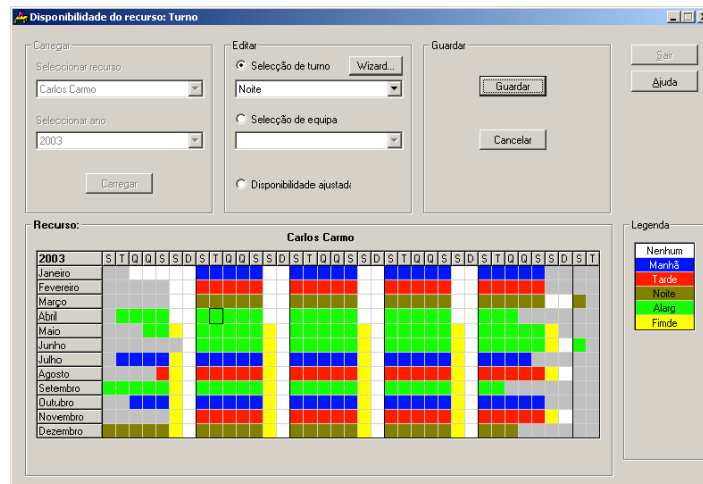 Disponibilidade do recurso: Turno
Carregar
Seleccionar recurso
Carlos Carmo
Seleccionar ano
2003
Carregar
Editar
Selecção de turno
Wizard...
Noite
Selecção de equipa
Disponibilidade ajustada
Guardar
Guardar
Cancelar
Sair
Ajuda
Recurso:
Carlos Carmo
2003 S T Q Q S S D S T Q Q S S D S T Q Q S S D S T Q Q S S D S T Q Q S S D S T
Janeiro
Fevereiro
Março
Abril
Maio
Junho
Julho
Agosto
Setembro
Outubro
Novembro
Dezembro
Legenda
Nenhum
Manhã
Tarde
Noite
Alarg
Fimde